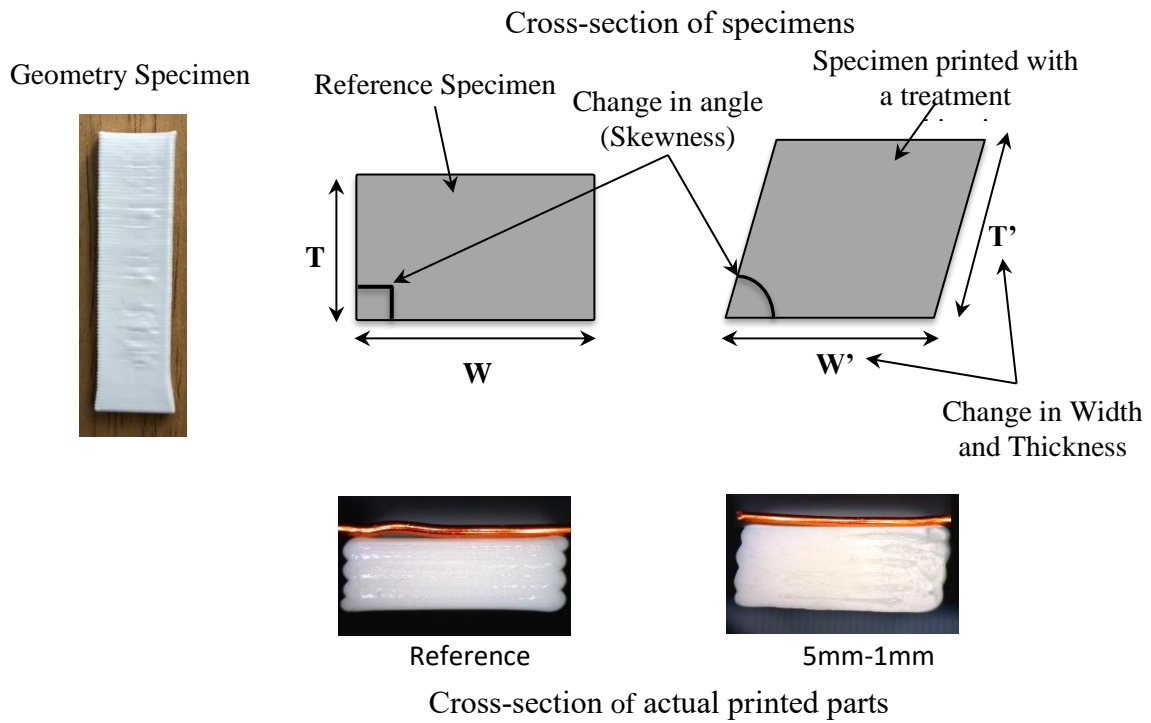 Cross-section of specimens
Geometry Specimen
Reference Specimen
Change in angle
(Skewness)
Specimen printed with
a treatment
T
W
T’
W’
Change in Width
and Thickness
Reference
5mm-1mm
Cross-section of actual printed parts